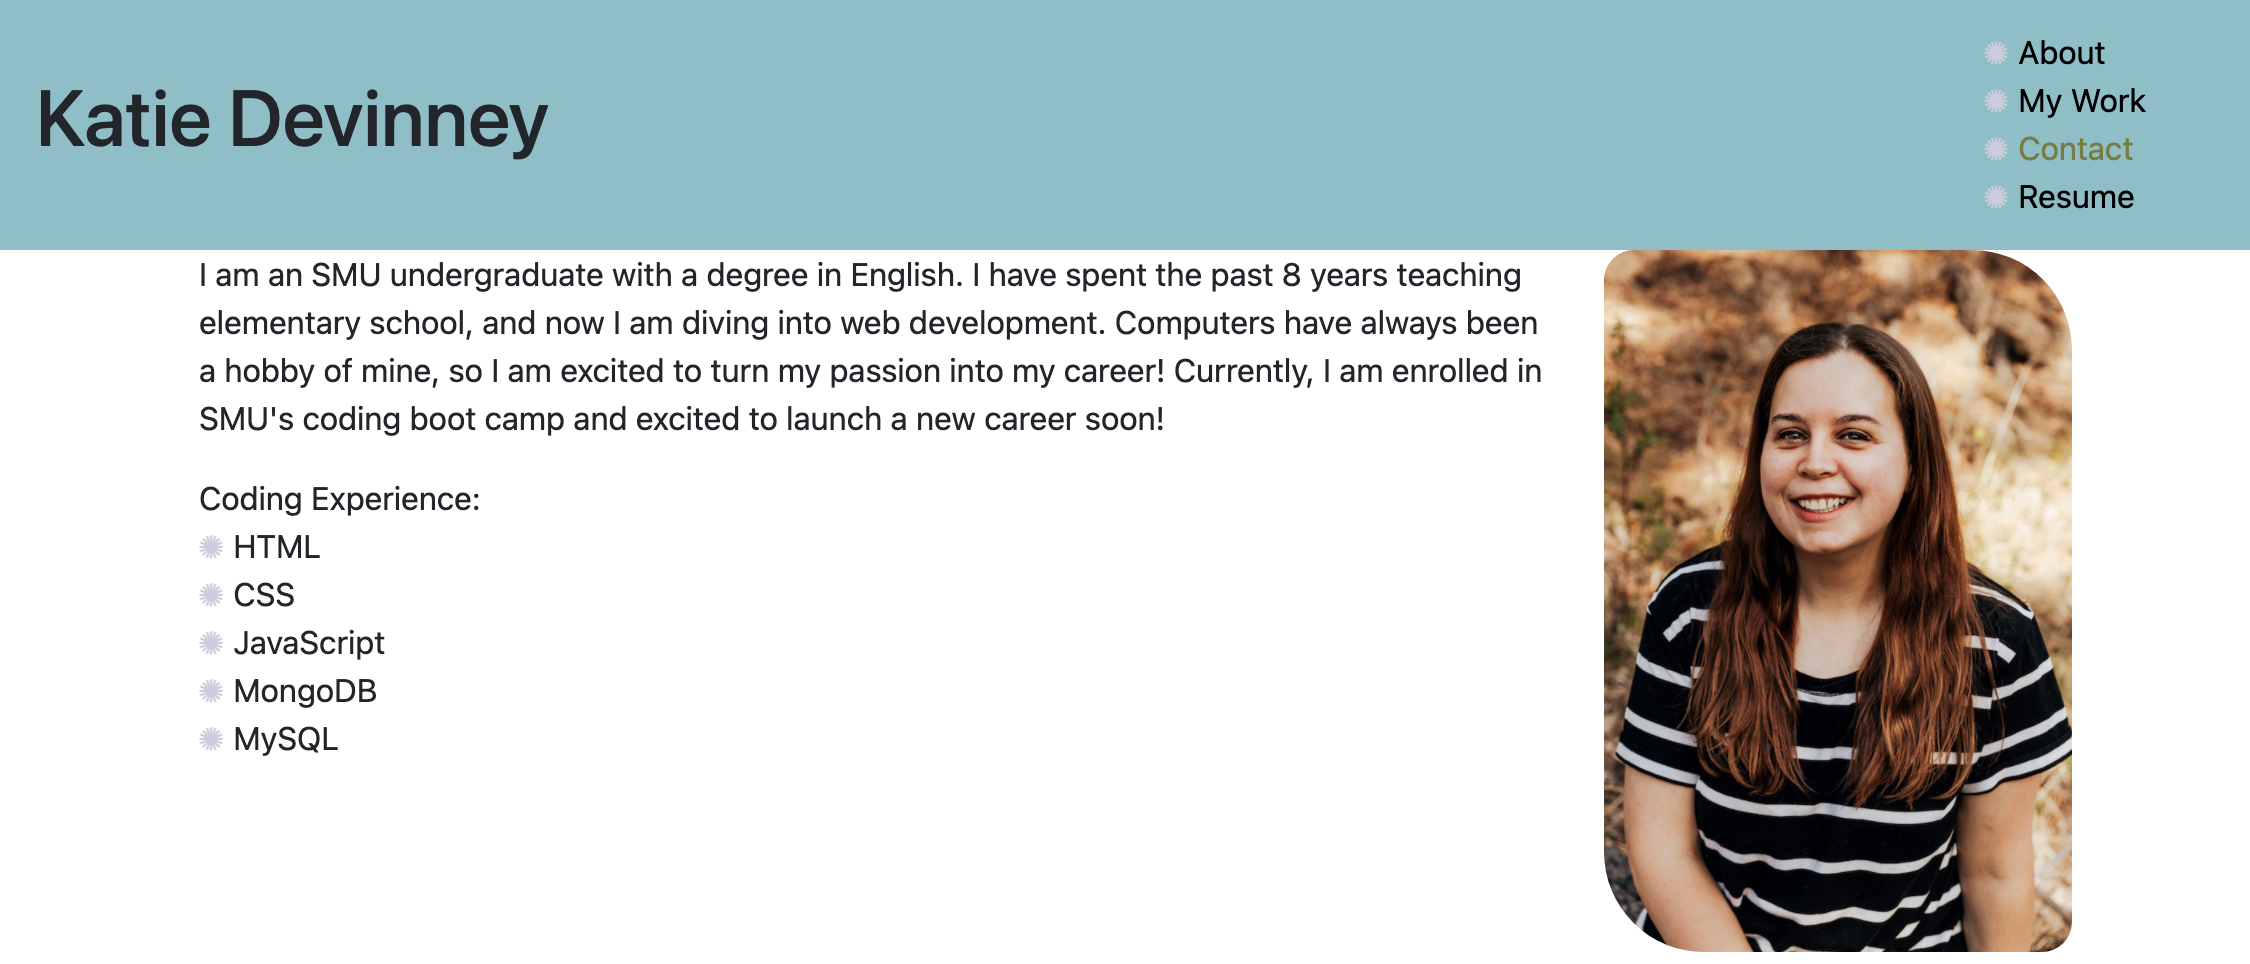 Katie Devinney
About
My Work
Contact
Resume
I am an SMU undergraduate with a degree in English. I have spent the past 8 years teaching
elementary school, and now I am diving into web development. Computers have always been
a hobby of mine, so I am excited to turn my passion into my career! Currently, I am enrolled in
SMU's coding boot camp and excited to launch a new career soon!
Coding Experience:
HTML
CSS
JavaScript
MongoDB
MySQL